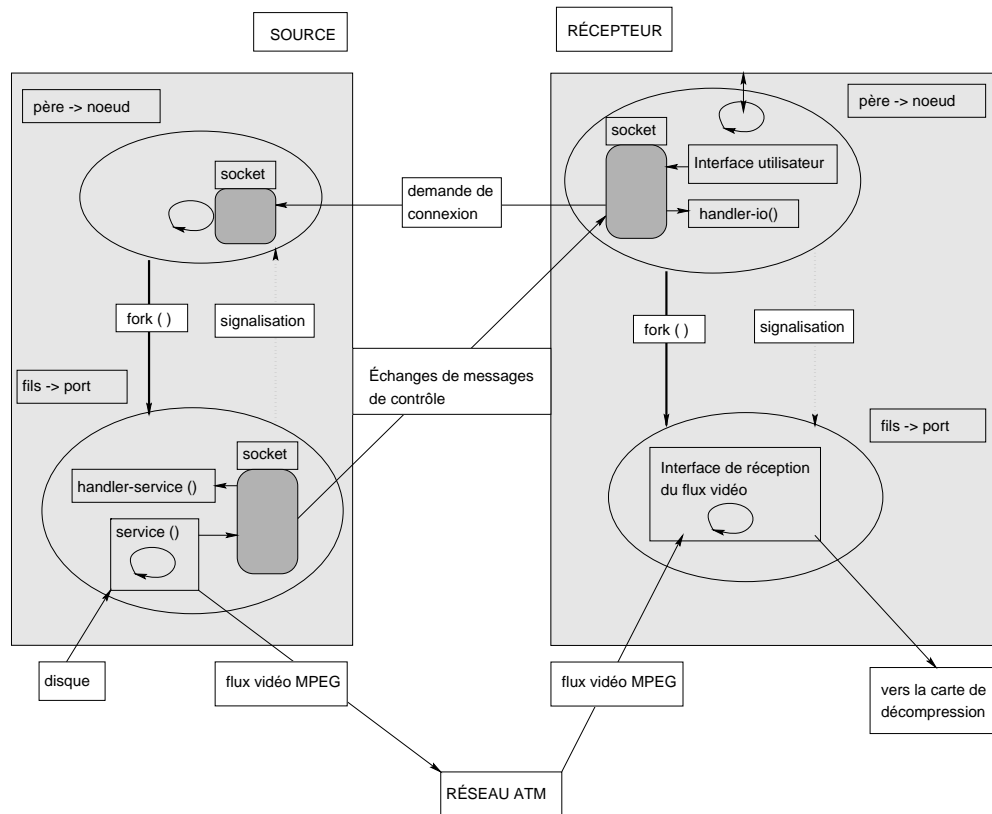 SOURCE
RÉCEPTEUR
père -> noeud
père -> noeud
socket
socket
Interface utilisateur
handler-io()
demande de
connexion
fork ( )
signalisation
fork ( )
signalisation
Échanges de messages
de contrôle
fils -> port
fils -> port
socket
handler-service ()
service ()
Interface de réception
du flux vidéo
disque
flux vidéo MPEG
flux vidéo MPEG
vers la carte de
décompression
RÉSEAU ATM